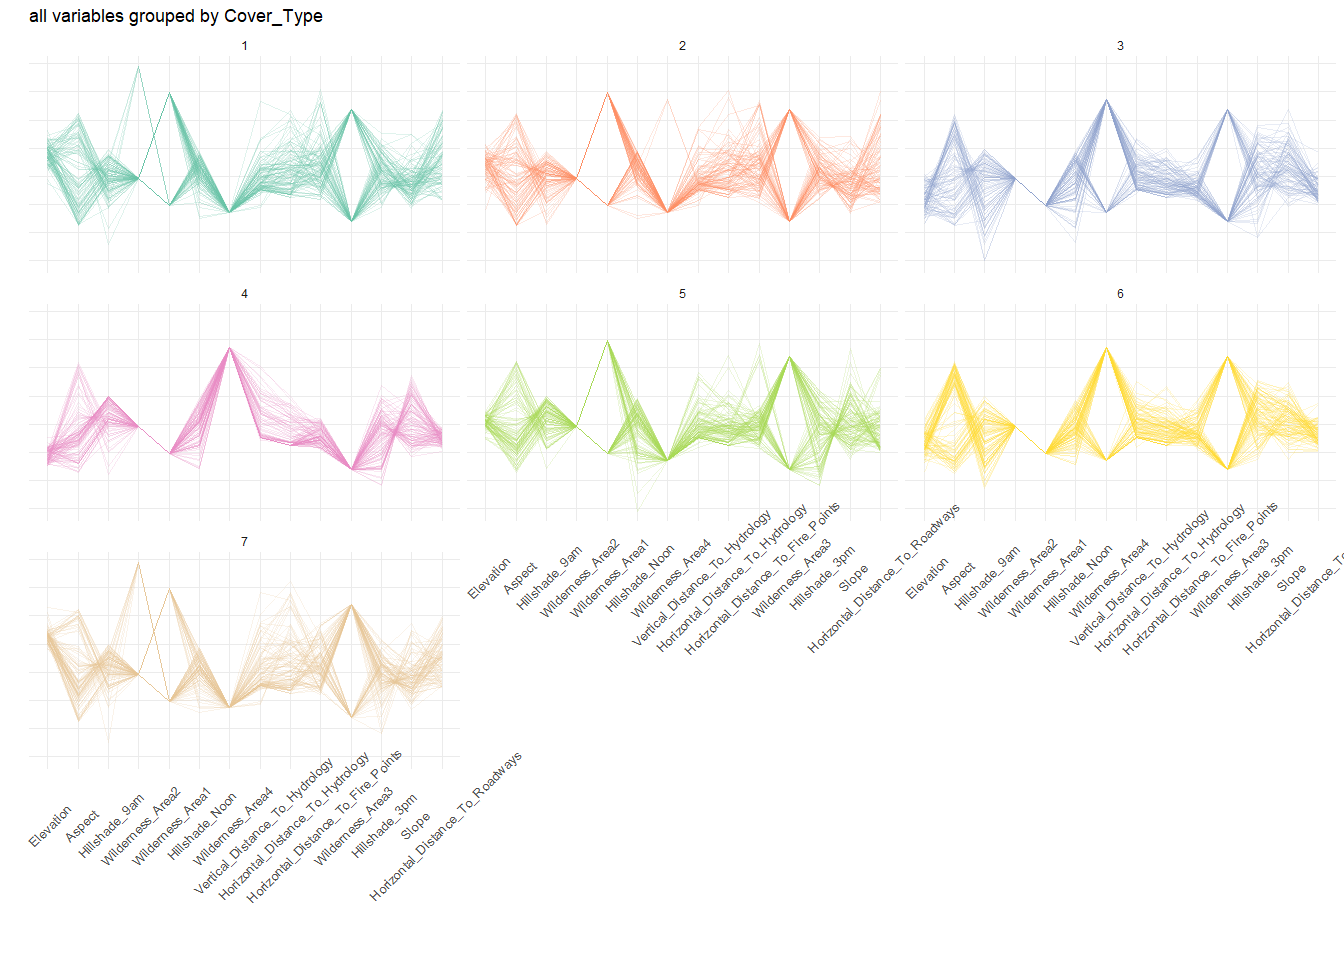 all variables grouped by Cover_Type
1
2
3
4
5
6
7
Elevation
Aspect
Hillshade_9am
Wilderness_Area2
Wilderness_Area1
Hillshade_Noon
Wilderness_Area4
Vertical_Distance_To_Hydrology
Horizontal_Distance_To_Hydrology
Horizontal_Distance_To_Fire_Points
Wilderness_Area3
Hillshade_3pm
Slope
Horizontal_Distance_To_Roadways
Elevation
Aspect
Hillshade_9am
Wilderness_Area2
Wilderness_Area1
Hillshade_Noon
Wilderness_Area4
Vertical_Distance_To_Hydrology
Horizontal_Distance_To_Hydrology
Horizontal_Distance_To_Fire_Points
Wilderness_Area3
Hillshade_3pm
Slope
Horizontal_Distance_To
Elevation
Aspect
Hillshade_9am
Wilderness_Area2
Wilderness_Area1
Hillshade_Noon
Wilderness_Area4
Vertical_Distance_To_Hydrology
Horizontal_Distance_To_Hydrology
Horizontal_Distance_To_Fire_Points
Wilderness_Area3
Hillshade_3pm
Slope
Horizontal_Distance_To_Roadways